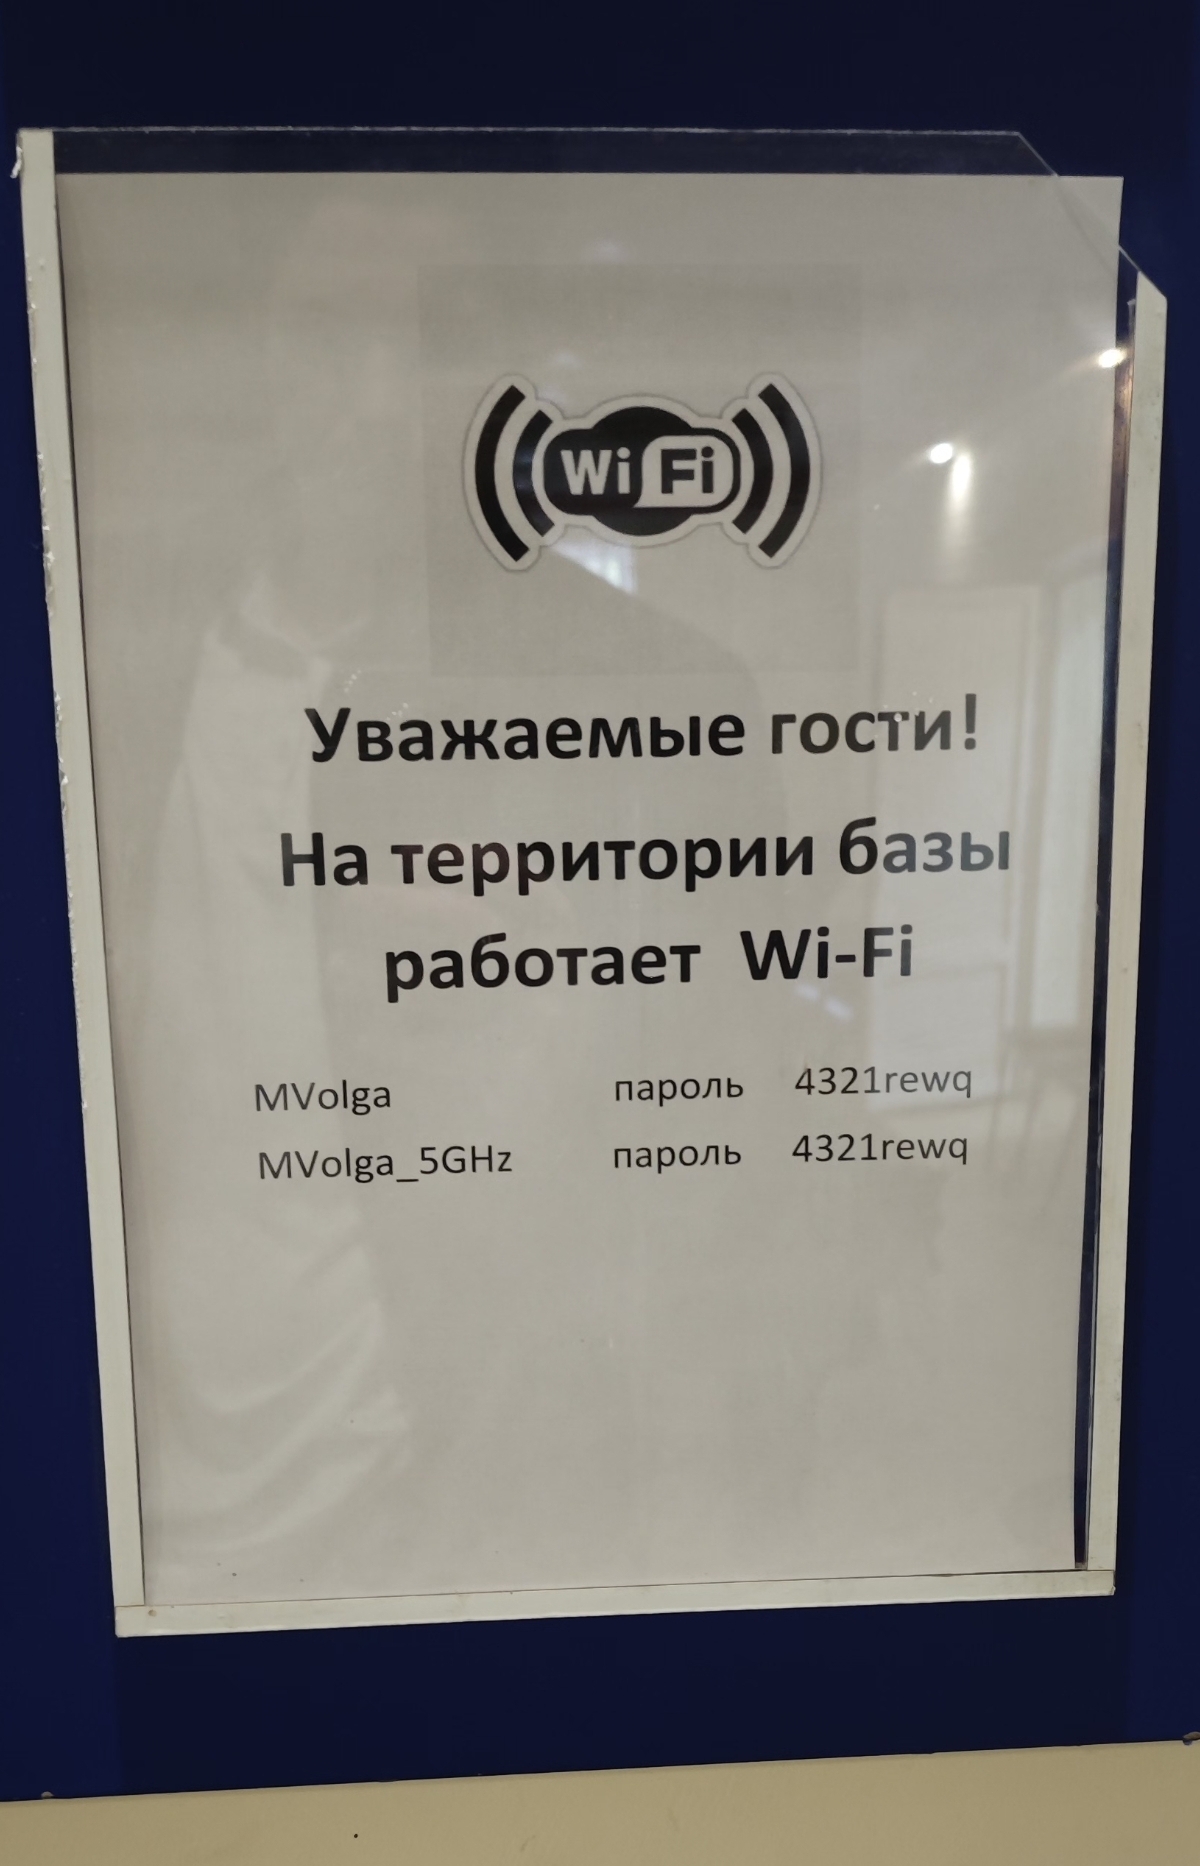 Wi Fi
Уважаемые гости!
На территории базы
работает Wi-Fi
MVolga пароль 4321rewq
MVolga_5GHz пароль 4321rewq